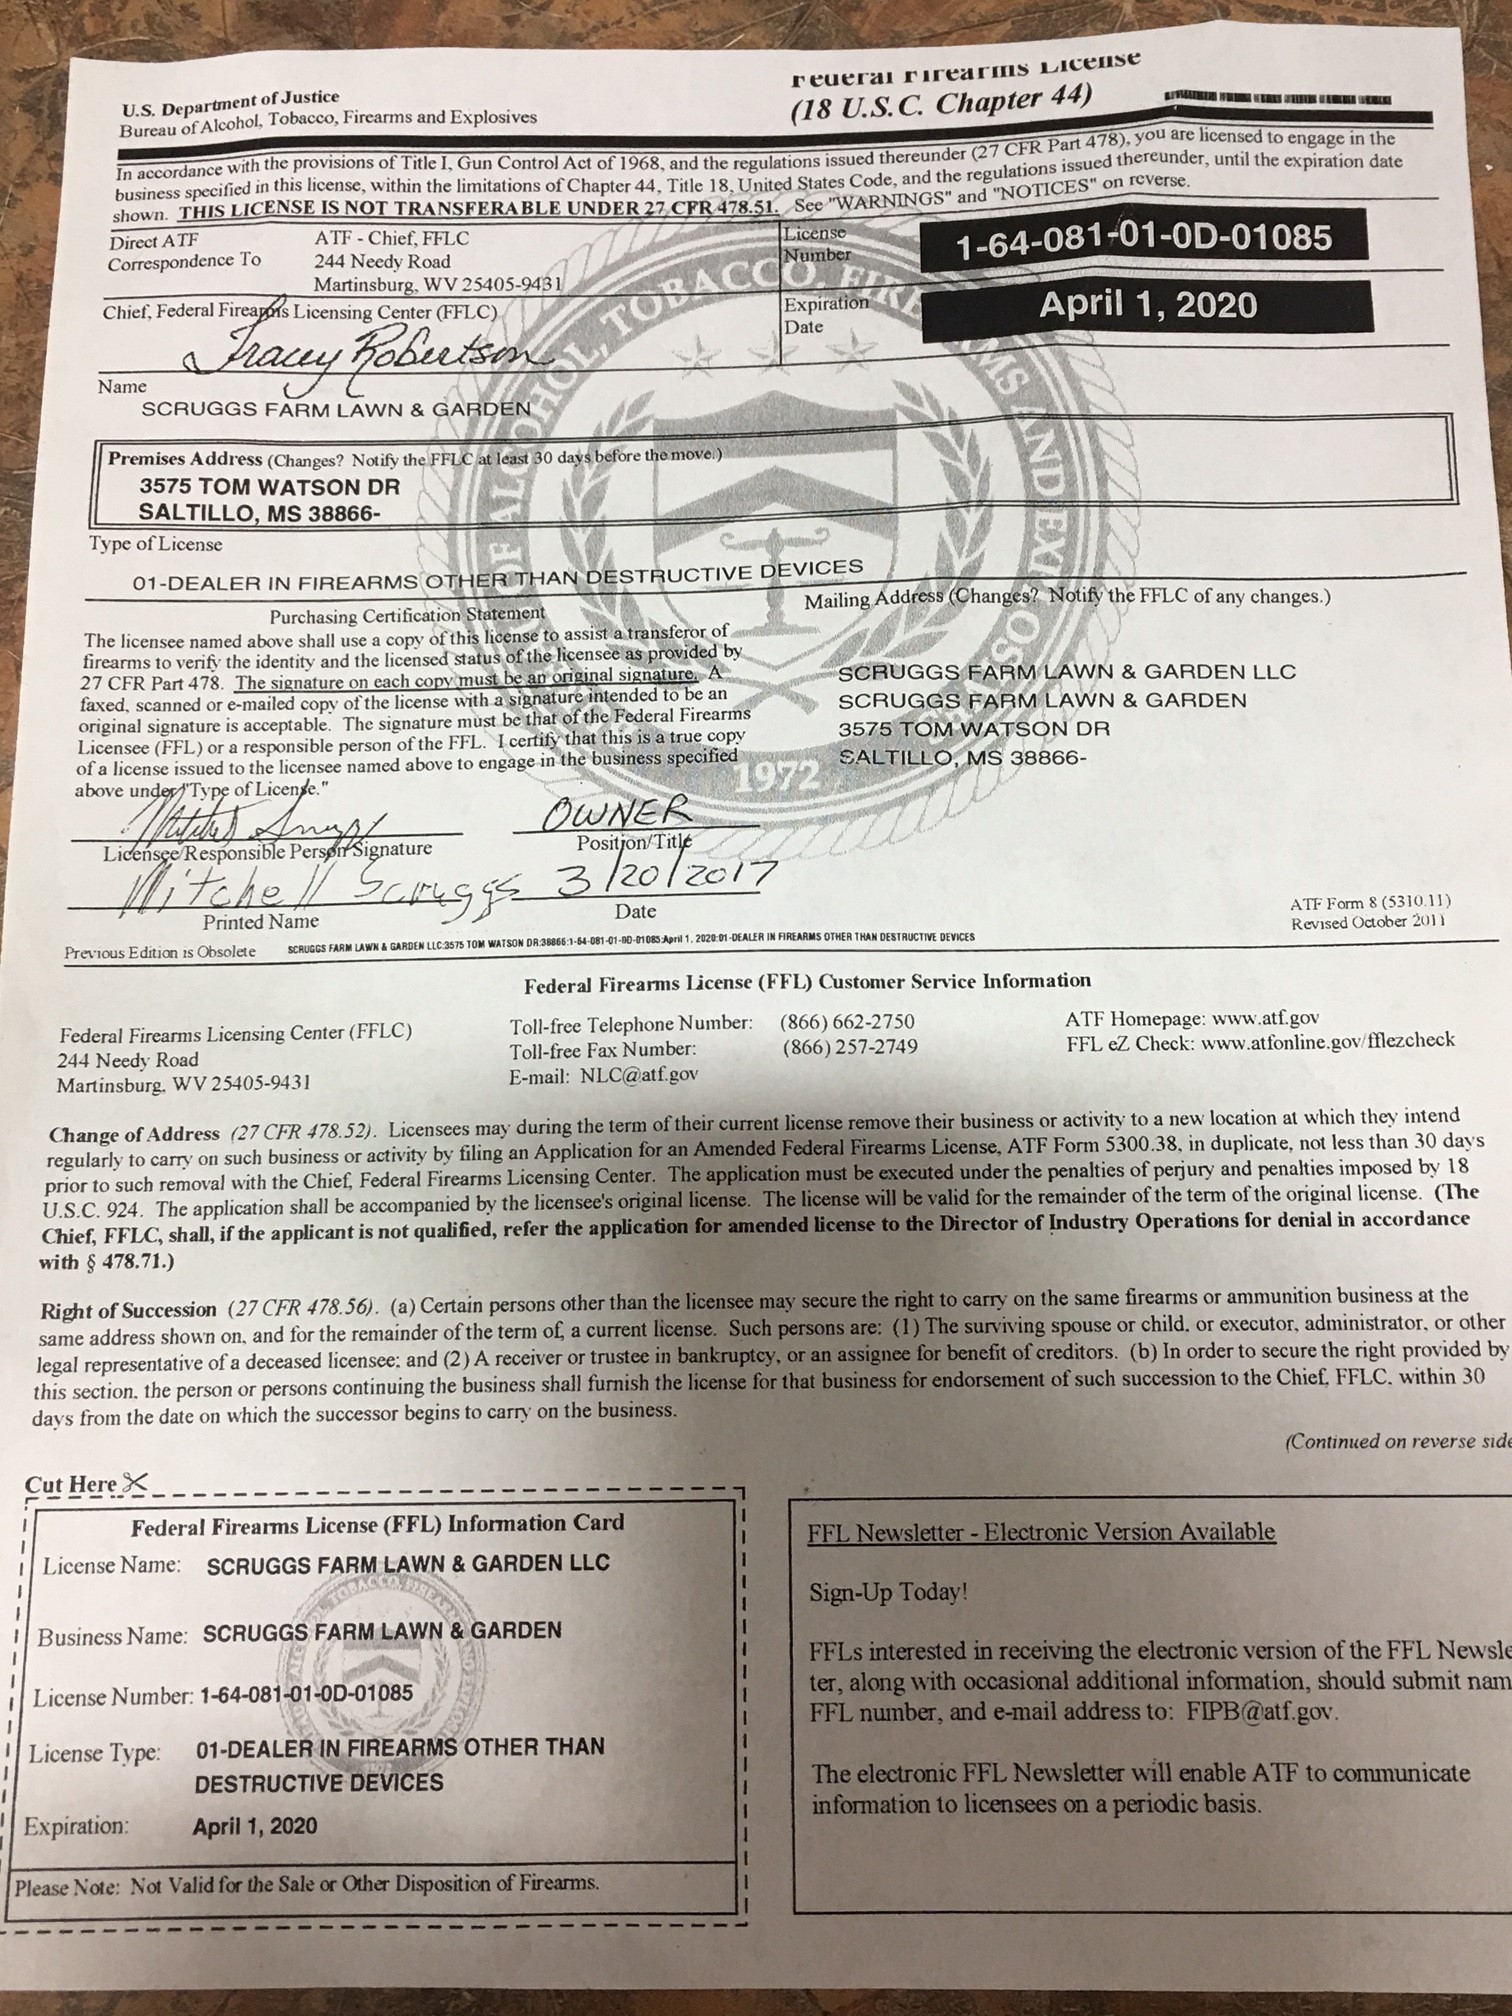 Federal Firearms License
(18 U.S.C. Chapter 44)
U.S. Department of Justice
Bureau of Alcohol, Tobacco, Firearms and Explosives
In accordance with the provisions of Title I, Gun Control Act of 1968, and the regulations issued thereunder (27 CFR Part 478), you are licensed to engage in the
business specified in this license, within the limitations of Chapter 44, Title 18, United States Code, and the regulations issued thereunder, until the expiration date
shown. THIS LICENSE IS NOT TRANSFERABLE UNDER 27 CFR 478.51. See "WARNINGS" and "NOTICES" on reverse.
Direct ATF
Correspondence To
ATF - Chief, FFLC
244 Needy Road
Martinsburg, WV 25405-9431
License
Number
1-64-081-01-0D-01085
Chief, Federal Firearms Licensing Center (FFLC)
Tracey Robertson
Expiration
Date
April 1, 2020
Name
SCRUGGS FARM LAWN & GARDEN
Premises Address (Changes? Notify the FFLC at least 30 days before the move.)
3575 TOM WATSON DR
SALTILLO, MS 38866-
Type of License
01-DEALER IN FIREARMS OTHER THAN DESTRUCTIVE DEVICES
Purchasing Certification Statement
The licensee named above shall use a copy of this license to assist a transferor of
firearms to verify the identity and the licensed status of the licensee as provided by
27 CFR Part 478. The signature on each copy must be an original signature. A
faxed, scanned or e-mailed copy of the license with a signature intended to be an
original signature is acceptable. The signature must be that of the Federal Firearms
Licensee (FFL) or a responsible person of the FFL. I certify that this is a true copy
of a license issued to the licensee named above to engage in the business specified
above under "Type of License."
Mailing Address (Changes? Notify the FFLC of any changes.)
SCRUGGS FARM LAWN & GARDEN LLC
SCRUGGS FARM LAWN & GARDEN
3575 TOM WATSON DR
SALTILLO, MS 38866-
1972
Mitchell Scruggs
OWNER
Licensee/Responsible Person Signature
Position/Title
Mitchell Scruggs 3/20/2017
Printed Name
Date
ATF Form 8 (5310.11)
Revised October 2011
Previous Edition is Obsolete
SCRUGGS FARM LAWN & GARDEN LLC:3575 TOM WATSON DR:38866:1-64-081-01-0D-01085:April 1, 2020:01-DEALER IN FIREARMS OTHER THAN DESTRUCTIVE DEVICES
Federal Firearms License (FFL) Customer Service Information
Federal Firearms Licensing Center (FFLC)
244 Needy Road
Martinsburg, WV 25405-9431
Toll-free Telephone Number: (866) 662-2750
Toll-free Fax Number: (866) 257-2749
E-mail: NLC@atf.gov
ATF Homepage: www.atf.gov
FFL eZ Check: www.atfonline.gov/fflezcheck
Change of Address (27 CFR 478.52). Licensees may during the term of their current license remove their business or activity to a new location at which they intend
regularly to carry on such business or activity by filing an Application for an Amended Federal Firearms License, ATF Form 5300.38, in duplicate, not less than 30 days
prior to such removal with the Chief, Federal Firearms Licensing Center. The application must be executed under the penalties of perjury and penalties imposed by 18
U.S.C. 924. The application shall be accompanied by the licensee's original license. The license will be valid for the remainder of the term of the original license. (The
Chief, FFLC, shall, if the applicant is not qualified, refer the application for amended license to the Director of Industry Operations for denial in accordance
with § 478.71.)
Right of Succession (27 CFR 478.56). (a) Certain persons other than the licensee may secure the right to carry on the same firearms or ammunition business at the
same address shown on, and for the remainder of the term of, a current license. Such persons are: (1) The surviving spouse or child, or executor, administrator, or other
legal representative of a deceased licensee; and (2) A receiver or trustee in bankruptcy, or an assignee for benefit of creditors. (b) In order to secure the right provided by
this section, the person or persons continuing the business shall furnish the license for that business for endorsement of such succession to the Chief, FFLC, within 30
days from the date on which the successor begins to carry on the business.
(Continued on reverse side
Cut Here
Federal Firearms License (FFL) Information Card
License Name: SCRUGGS FARM LAWN & GARDEN LLC
Business Name: SCRUGGS FARM LAWN & GARDEN
License Number: 1-64-081-01-0D-01085
License Type: 01-DEALER IN FIREARMS OTHER THAN
DESTRUCTIVE DEVICES
Expiration: April 1, 2020
Please Note: Not Valid for the Sale or Other Disposition of Firearms.
FFL Newsletter - Electronic Version Available
Sign-Up Today!
FFLs interested in receiving the electronic version of the FFL Newsle
ter, along with occasional additional information, should submit nam
FFL number, and e-mail address to: FIPB@atf.gov.
The electronic FFL Newsletter will enable ATF to communicate
information to licensees on a periodic basis.